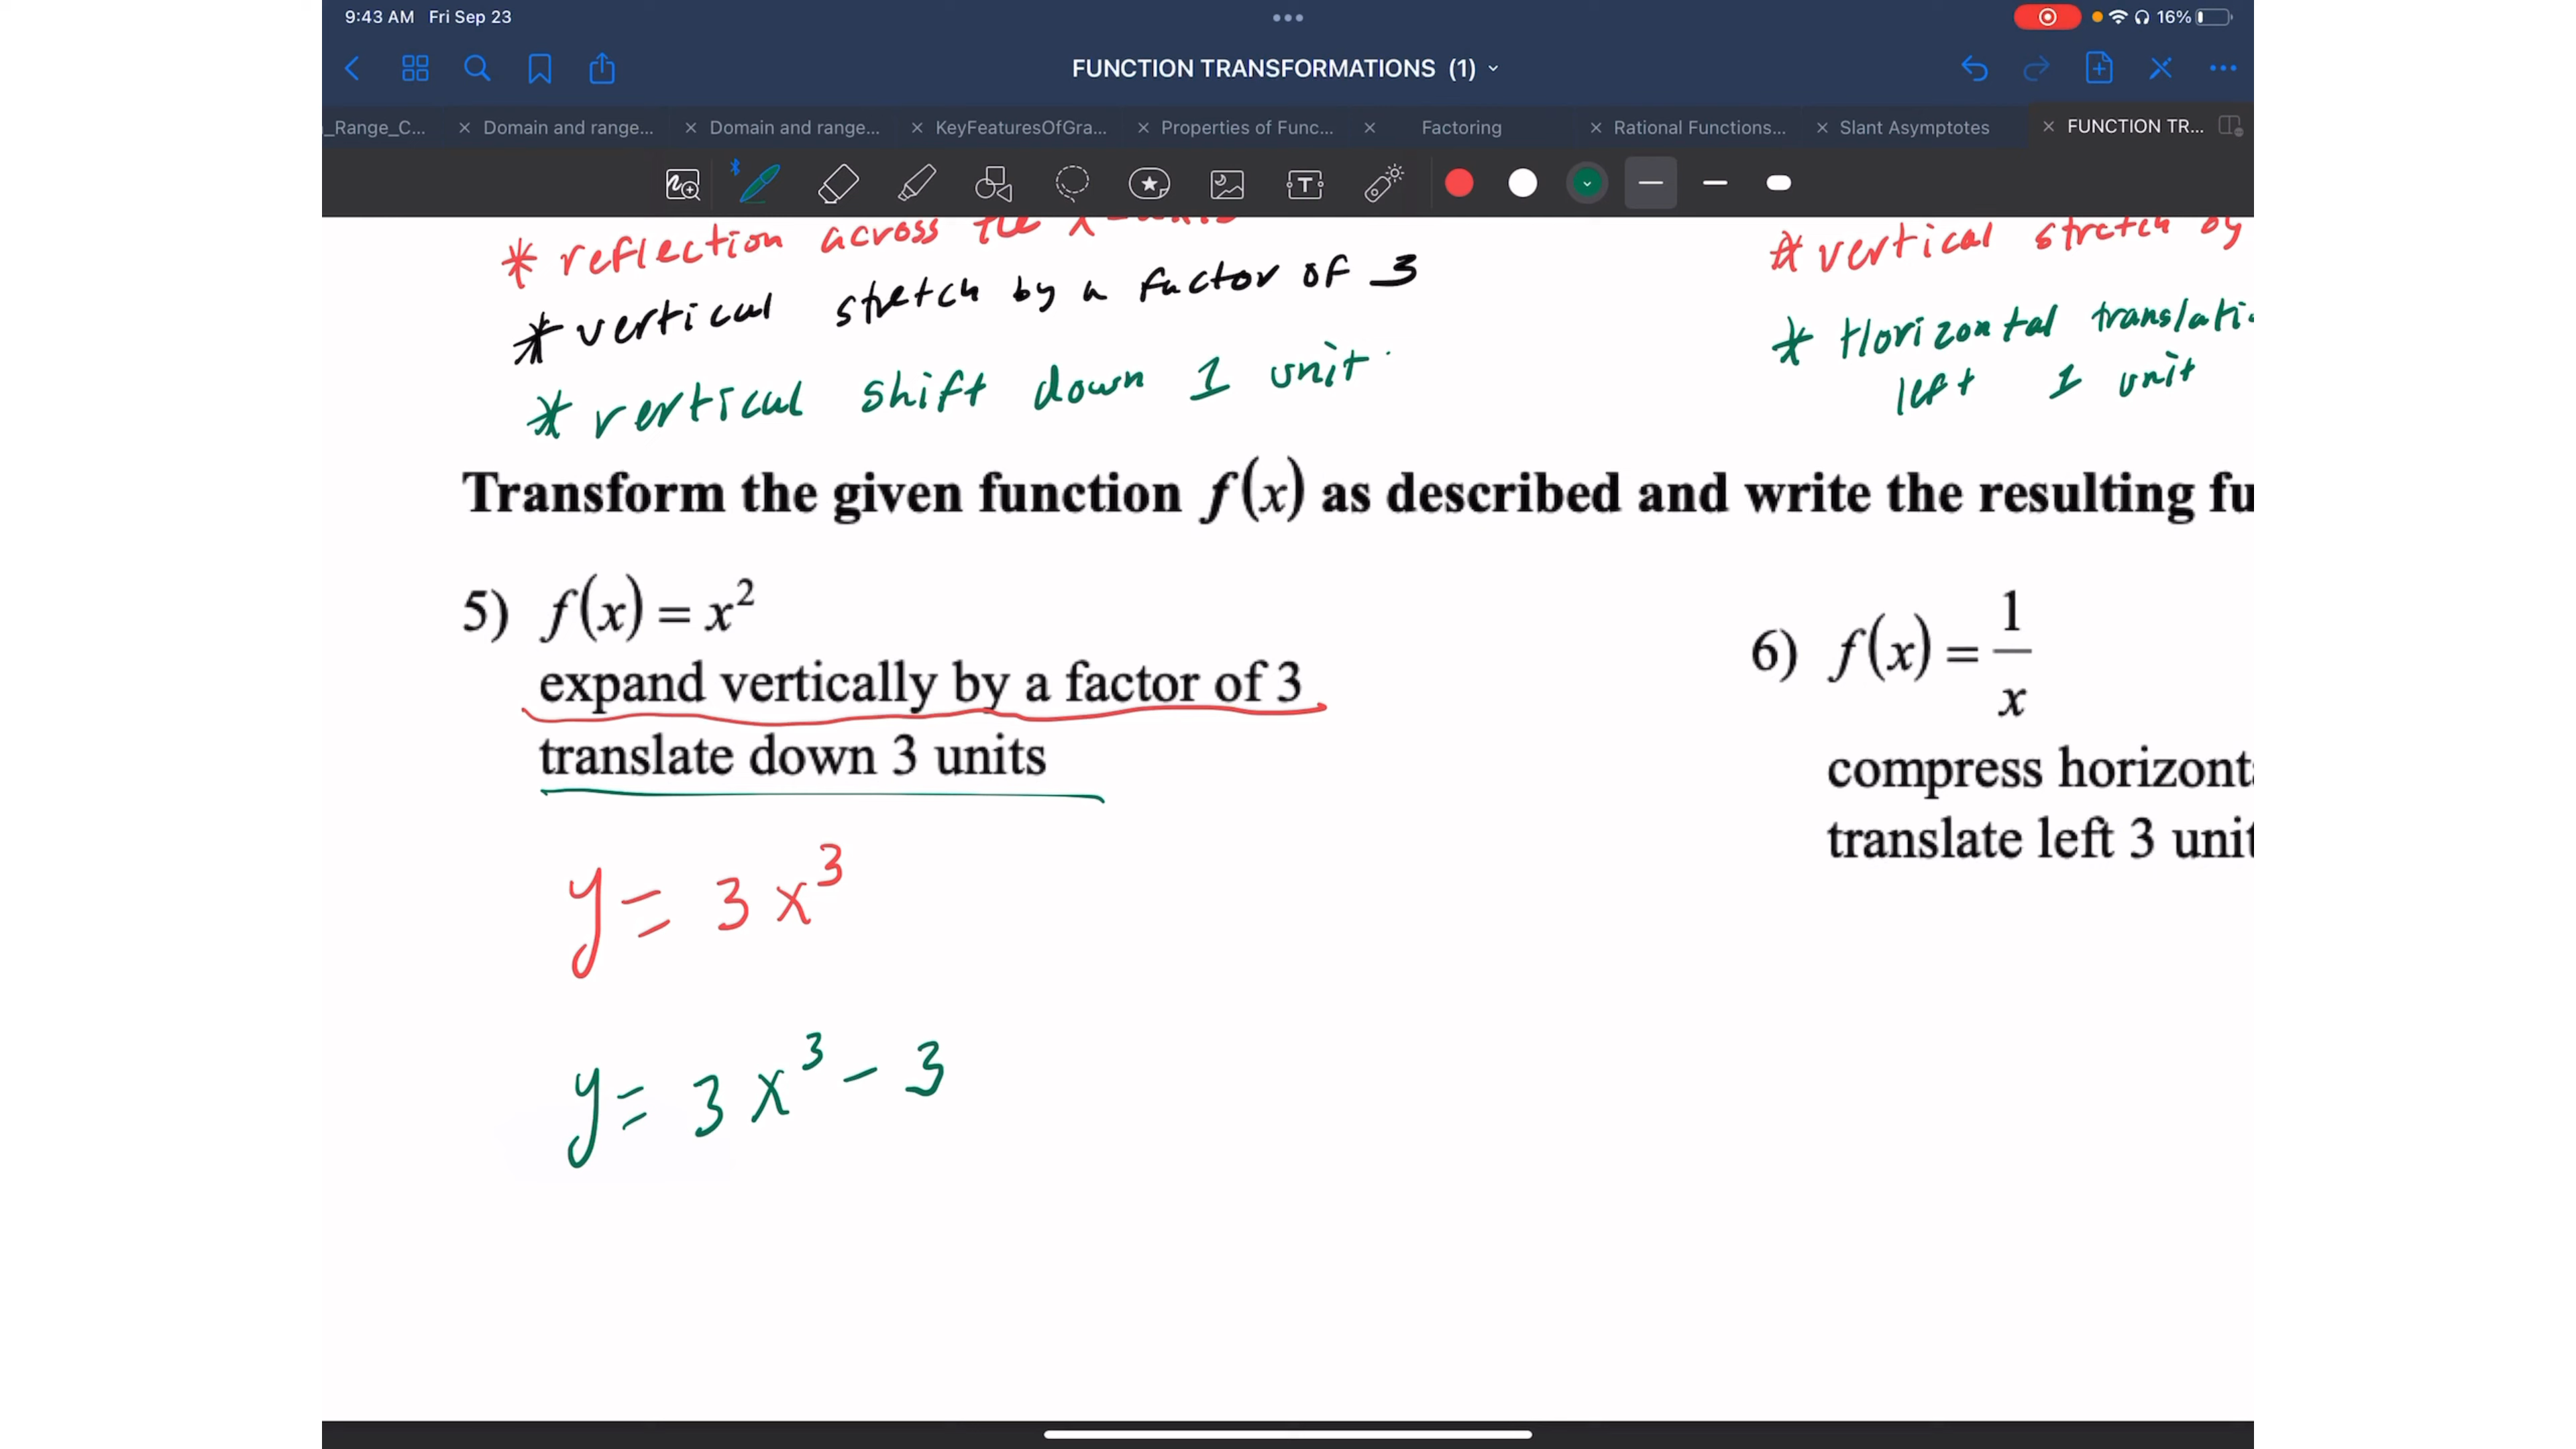 9:43 AM Fri Sep 23
16%
FUNCTION TRANSFORMATIONS (1)
_Range_C...
Domain and range...
Domain and range...
KeyFeaturesOfGra...
Properties of Func...
Factoring
Rational Functions...
Slant Asymptotes
FUNCTION TR...
* reflection across the x-axis
* vertical stretch by a factor of 3
* vertical shift down 1 unit.
* vertical stretch by
* Horizontal translati
left 1 unit
Transform the given function f(x) as described and write the resulting fu
5) f(x) = x²
expand vertically by a factor of 3
translate down 3 units
y = 3x³
y = 3x³ - 3
6) f(x) = 1/x
compress horizont
translate left 3 unit